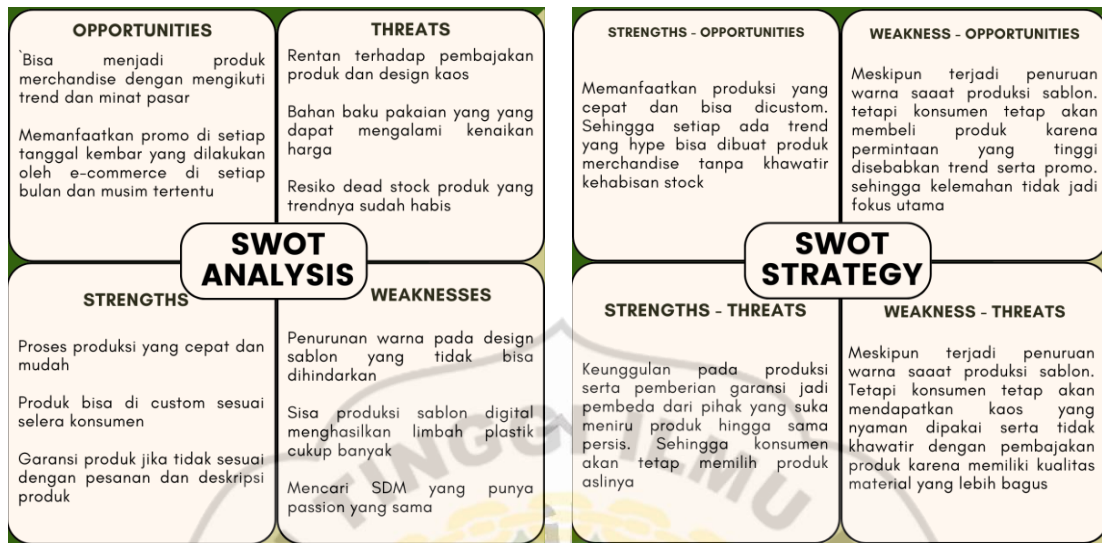 OPPORTUNITIES
`Bisa menjadi produk
merchandise dengan mengikuti
trend dan minat pasar
Memanfaatkan promo di setiap
tanggal kembar yang dilakukan
oleh e-commerce di setiap
bulan dan musim tertentu
THREATS
Rentan terhadap pembajakan
produk dan design kaos
Bahan baku pakaian yang yang
dapat mengalami kenaikan
harga
Resiko dead stock produk yang
trendnya sudah habis
SWOT
ANALYSIS
STRENGTHS
Proses produksi yang cepat dan
mudah
Produk bisa di custom sesuai
selera konsumen
Garansi produk jika tidak sesuai
dengan pesanan dan deskripsi
produk
WEAKNESSES
Penurunan warna pada design
sablon yang tidak bisa
dihindarkan
Sisa produksi sablon digital
menghasilkan limbah plastik
cukup banyak
Mencari SDM yang punya
passion yang sama
STRENGTHS - OPPORTUNITIES
Memanfaatkan produksi yang
cepat dan bisa dicustom.
Sehingga setiap ada trend
yang hype bisa dibuat produk
merchandise tanpa khawatir
kehabisan stock
WEAKNESS - OPPORTUNITIES
Meskipun terjadi penuruan
warna saaat produksi sablon.
tetapi konsumen tetap akan
membeli produk karena
permintaan yang tinggi
disebabkan trend serta promo.
sehingga kelemahan tidak jadi
fokus utama
SWOT
STRATEGY
STRENGTHS - THREATS
Keunggulan pada produksi
serta pemberian garansi jadi
pembeda dari pihak yang suka
meniru produk hingga sama
persis. Sehingga konsumen
akan tetap memilih produk
aslinya
WEAKNESS - THREATS
Meskipun terjadi penuruan
warna saaat produksi sablon.
Tetapi konsumen tetap akan
mendapatkan kaos yang
nyaman dipakai serta tidak
khawatir dengan pembajakan
produk karena memiliki kualitas
material yang lebih bagus
TINGGI ALMU